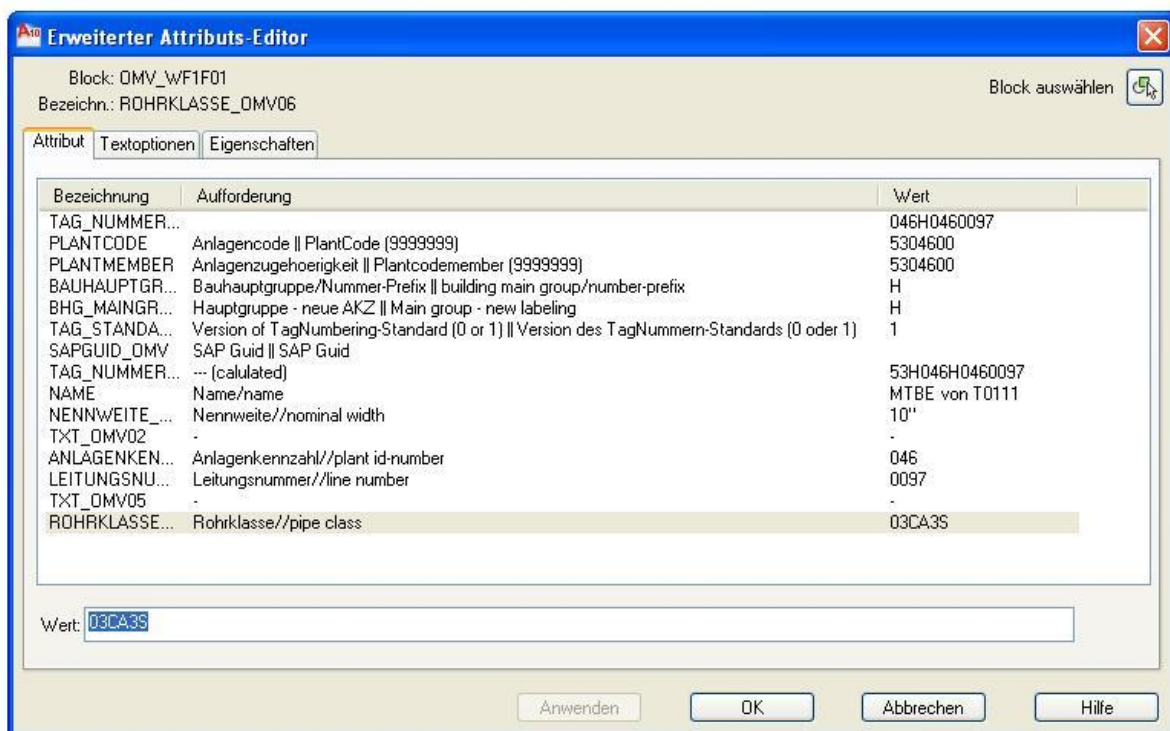 A10 Erweiterter Attributs-Editor
Block: OMV_WF1F01
Block auswählen
Bezeichn.: ROHRKLASSE_OMV06
Attribut Textoptionen Eigenschaften
Bezeichnung Aufforderung Wert
TAG_NUMMER... 046H0460097
PLANTCODE Anlagencode || PlantCode (9999999) 5304600
PLANTMEMBER Anlagenzugehoerigkeit || Plantcodemember (9999999) 5304600
BAUHAUPTGR... Bauhauptgruppe/Nummer-Prefix || building main group/number-prefix H
BHG_MAINGR... Hauptgruppe - neue AKZ || Main group - new labeling H
TAG_STANDA... Version of TagNumbering-Standard (0 or 1) || Version des TagNummern-Standards (0 oder 1) 1
SAPGUID_OMV SAP Guid || SAP Guid
TAG_NUMMER... --- (calulated) 53H046H0460097
NAME Name/name MTBE von T0111
NENNWEITE_... Nennweite//nominal width 10"
TXT_OMV02 - -
ANLAGENKEN... Anlagenkennzahl//plant id-number 046
LEITUNGSNU... Leitungsnummer//line number 0097
TXT_OMV05 - -
ROHRKLASSE... Rohrklasse//pipe class 03CA3S
Wert: 03CA3S
Anwenden OK Abbrechen Hilfe